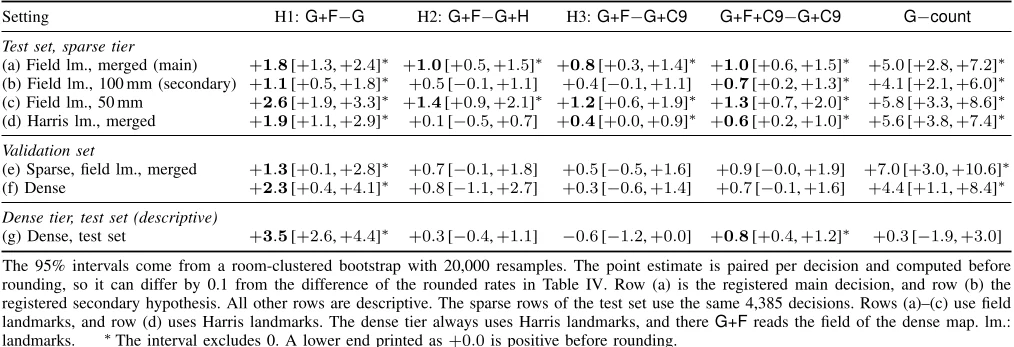 Setting H1: G+F−G H2: G+F−G+H H3: G+F−G+C9 G+F+C9−G+C9 G−count
Test set, sparse tier
(a) Field lm., merged (main) +1.8 [+1.3, +2.4]* +1.0 [+0.5, +1.5]* +0.8 [+0.3, +1.4]* +1.0 [+0.6, +1.5]* +5.0 [+2.8, +7.2]*
(b) Field lm., 100 mm (secondary) +1.1 [+0.5, +1.8]* +0.5 [−0.1, +1.1] +0.4 [−0.1, +1.1] +0.7 [+0.2, +1.3]* +4.1 [+2.1, +6.0]*
(c) Field lm., 50 mm +2.6 [+1.9, +3.3]* +1.4 [+0.9, +2.1]* +1.2 [+0.6, +1.9]* +1.3 [+0.7, +2.0]* +5.8 [+3.3, +8.6]*
(d) Harris lm., merged +1.9 [+1.1, +2.9]* +0.1 [−0.5, +0.7] +0.4 [+0.0, +0.9]* +0.6 [+0.2, +1.0]* +5.6 [+3.8, +7.4]*
Validation set
(e) Sparse, field lm., merged +1.3 [+0.1, +2.8]* +0.7 [−0.1, +1.8] +0.5 [−0.5, +1.6] +0.9 [−0.0, +1.9] +7.0 [+3.0, +10.6]*
(f) Dense +2.3 [+0.4, +4.1]* +0.8 [−1.1, +2.7] +0.3 [−0.6, +1.4] +0.7 [−0.1, +1.6] +4.4 [+1.1, +8.4]*
Dense tier, test set (descriptive)
(g) Dense, test set +3.5 [+2.6, +4.4]* +0.3 [−0.4, +1.1] −0.6 [−1.2, +0.0] +0.8 [+0.4, +1.2]* +0.3 [−1.9, +3.0]
The 95% intervals come from a room-clustered bootstrap with 20,000 resamples. The point estimate is paired per decision and computed before
rounding, so it can differ by 0.1 from the difference of the rounded rates in Table IV. Row (a) is the registered main decision, and row (b) the
registered secondary hypothesis. All other rows are descriptive. The sparse rows of the test set use the same 4,385 decisions. Rows (a)–(c) use field
landmarks, and row (d) uses Harris landmarks. The dense tier always uses Harris landmarks, and there G+F reads the field of the dense map. lm.:
landmarks. * The interval excludes 0. A lower end printed as +0.0 is positive before rounding.